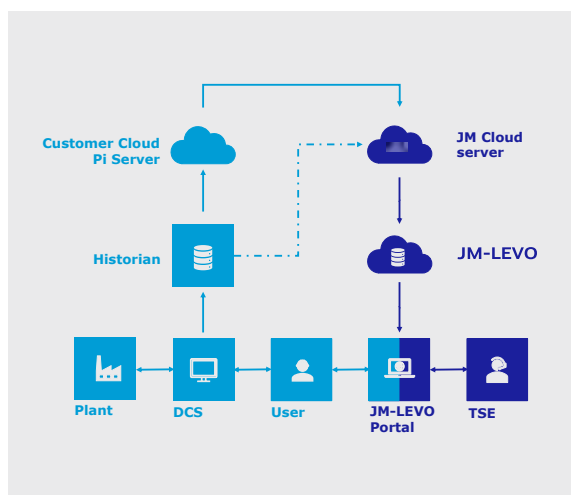 Customer Cloud
Pi Server
JM Cloud
server
Historian
JM-LEVO
Plant
DCS
User
JM-LEVO
Portal
TSE